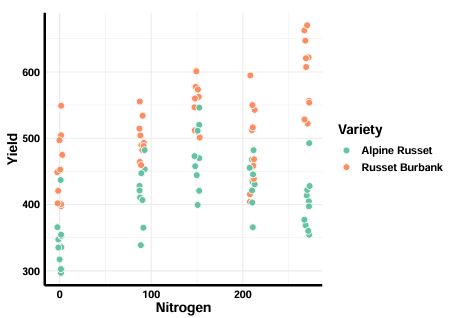 600
500
400
300
Yield
0 100 200
Nitrogen
Variety
Alpine Russet
Russet Burbank